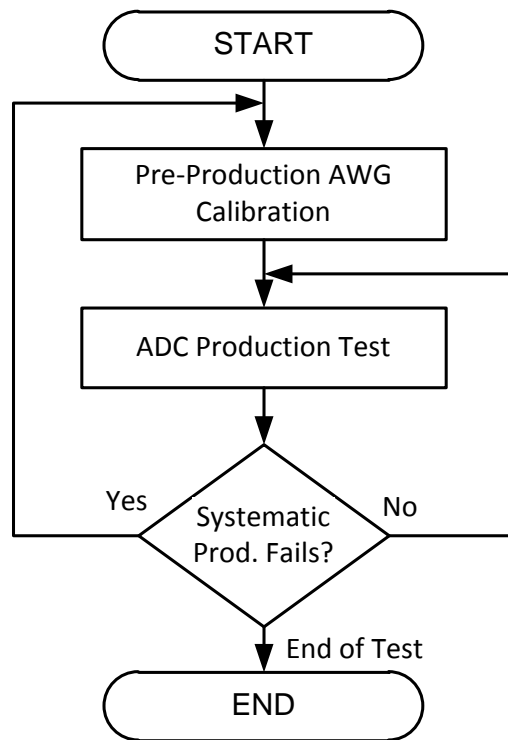 START
Pre-Production AWG
Calibration
ADC Production Test
Yes
Systematic
Prod. Fails?
No
End of Test
END